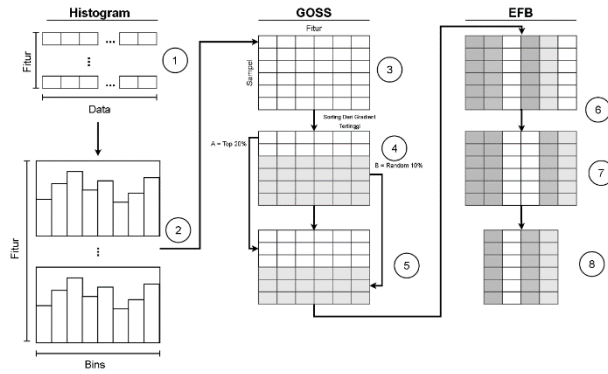 Histogram
GOSS
EFB
Fitur
...
...
Data
1
Fitur
...
Bins
2
Fitur
Sampel
3
Sorting Dari Gradient
Tertinggi
A = Top 20%
4
B = Random 10%
5
6
7
8